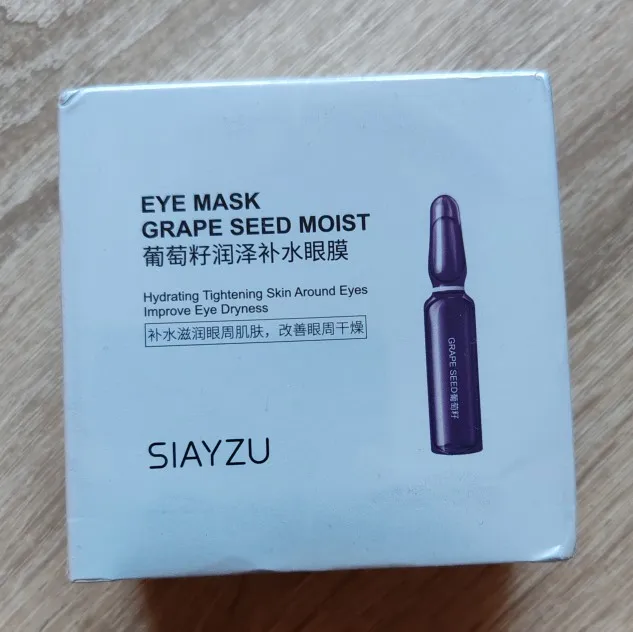 EYE MASK
GRAPE SEED MOIST
葡萄籽润泽补水眼膜
Hydrating Tightening Skin Around Eyes
Improve Eye Dryness
补水滋润眼周肌肤，改善眼周干燥
GRAPE SEED葡萄籽
SIAYZU